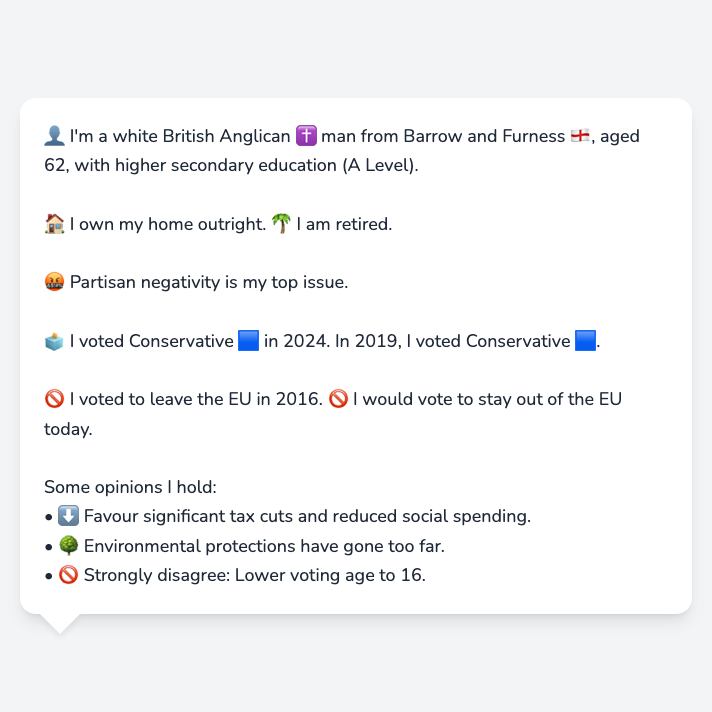 👤 I'm a white British Anglican ✝️ man from Barrow and Furness 🏴󠁧󠁢󠁥󠁮󠁧󠁿, aged
62, with higher secondary education (A Level).
🏠 I own my home outright. 🌴 I am retired.
🤬 Partisan negativity is my top issue.
🗳️ I voted Conservative 🟦 in 2024. In 2019, I voted Conservative 🟦.
🚫 I voted to leave the EU in 2016. 🚫 I would vote to stay out of the EU
today.
Some opinions I hold:
• ⬇️ Favour significant tax cuts and reduced social spending.
• 🌳 Environmental protections have gone too far.
• 🚫 Strongly disagree: Lower voting age to 16.